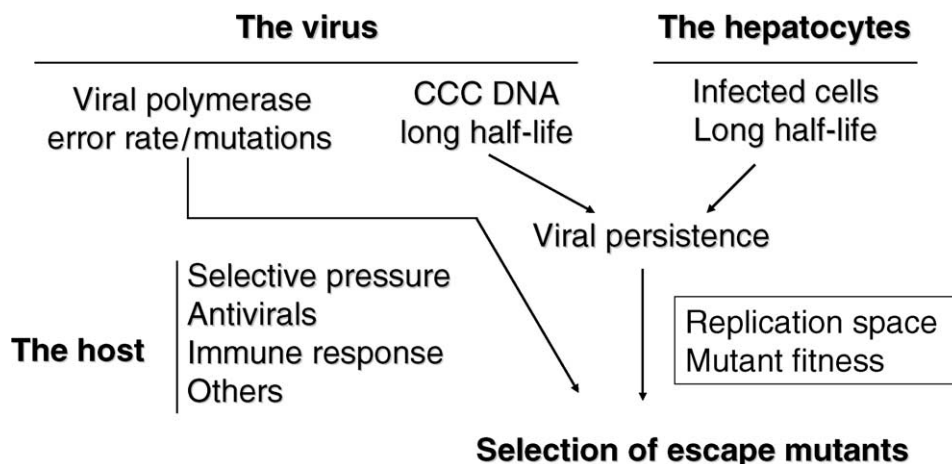 The virus
The hepatocytes
Viral polymerase
error rate/mutations
CCC DNA
long half-life
Infected cells
Long half-life
Viral persistence
The host
Selective pressure
Antivirals
Immune response
Others
Replication space
Mutant fitness
Selection of escape mutants